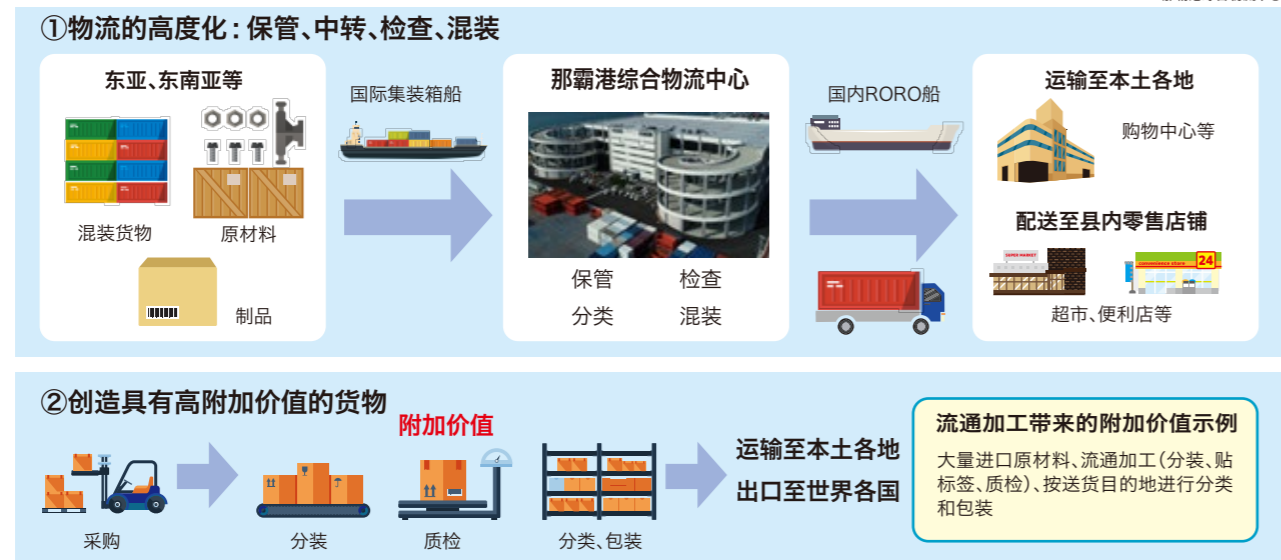 ①物流的高度化：保管、中转、检查、混装
东亚、东南亚等
混装货物
原材料
制品
国际集装箱船
那霸港综合物流中心
保管 检查
分类 混装
国内RORO船
运输至本土各地
购物中心等
配送至县内零售店铺
SUPER MARKET
convenience store 24
超市、便利店等
②创造具有高附加价值的货物
附加价值
采购
分装
质检
分类、包装
运输至本土各地
出口至世界各国
流通加工带来的附加价值示例
大量进口原材料、流通加工（分装、贴
标签、质检）、按送货目的地进行分类
和包装